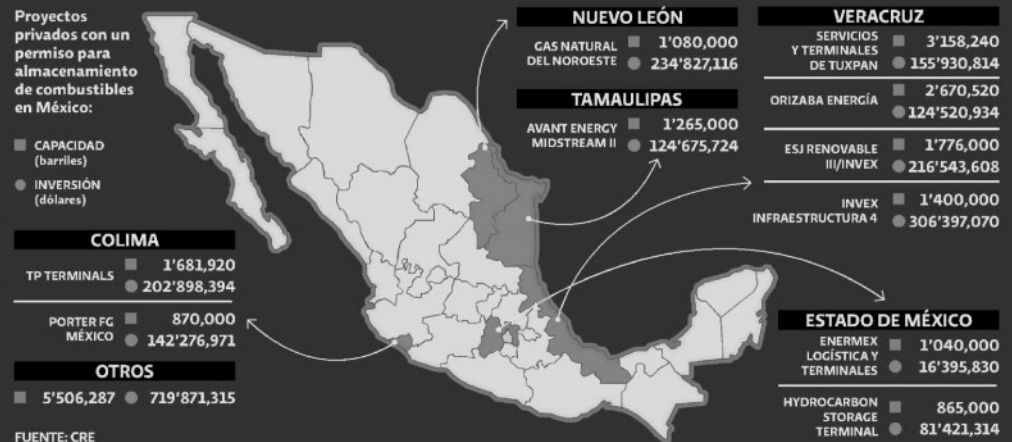 Proyectos
privados con un
permiso para
almacenamiento
de combustibles
en México:
CAPACIDAD
(barriles)
INVERSIÓN
(dólares)
COLIMA
TP TERMINALS
1'681,920
202'898,394
PORTER FG
MÉXICO
870,000
142'276,971
OTROS
5'506,287 719'871,315
FUENTE: CRE
NUEVO LEÓN
GAS NATURAL
DEL NOROESTE
1'080,000
234'827,116
TAMAULIPAS
AVANT ENERGY
MIDSTREAM II
1'265,000
124'675,724
VERACRUZ
SERVICIOS
Y TERMINALES
DE TUXPAN
3'158,240
155'930,814
ORIZABA ENERGÍA
2'670,520
124'520,934
ESJ RENOVABLE
III/INVEX
1'776,000
216'543,608
INVEX
INFRAESTRUCTURA 4
1'400,000
306'397,070
ESTADO DE MÉXICO
ENERMEX
LOGÍSTICA Y
TERMINALES
1'040,000
16'395,830
HYDROCARBON
STORAGE
TERMINAL
865,000
81'421,314